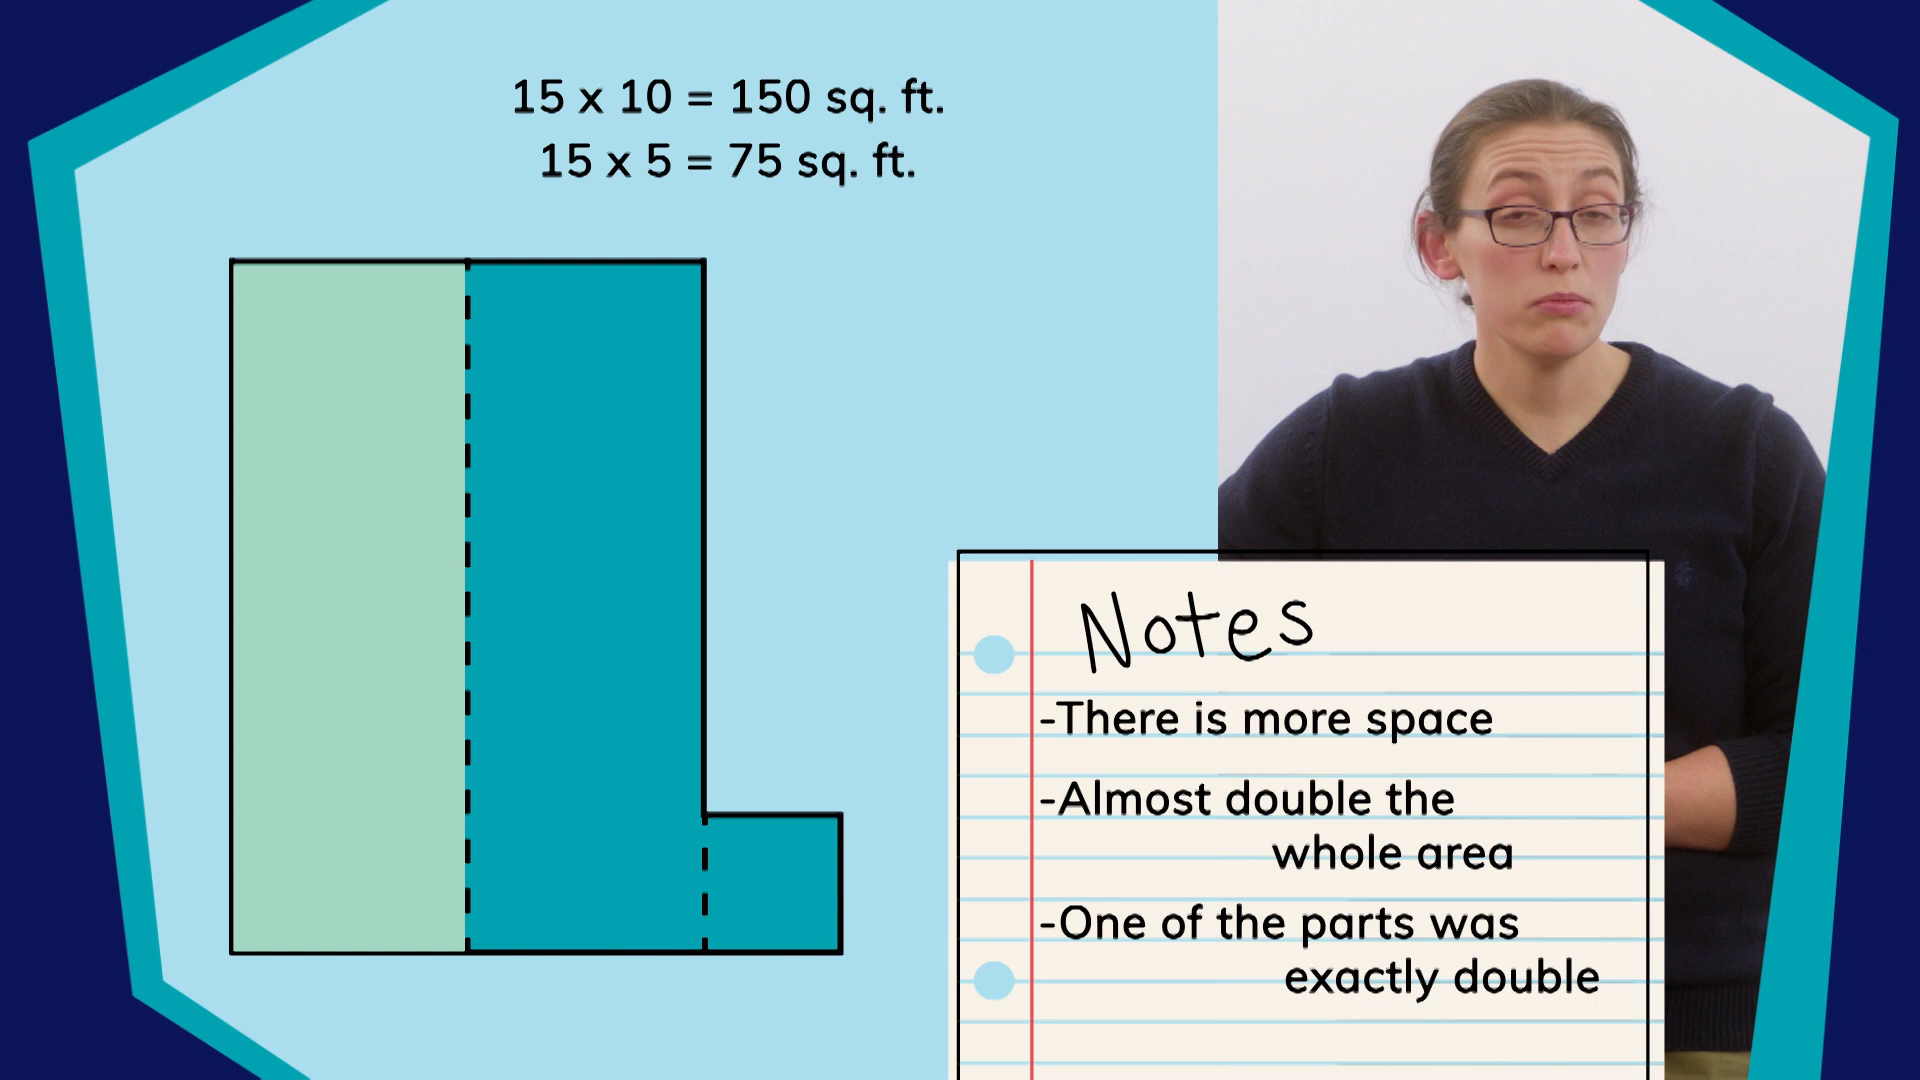 15 x 10 = 150 sq. ft.
15 x 5 = 75 sq. ft.
Notes
-There is more space
-Almost double the
whole area
-One of the parts was
exactly double